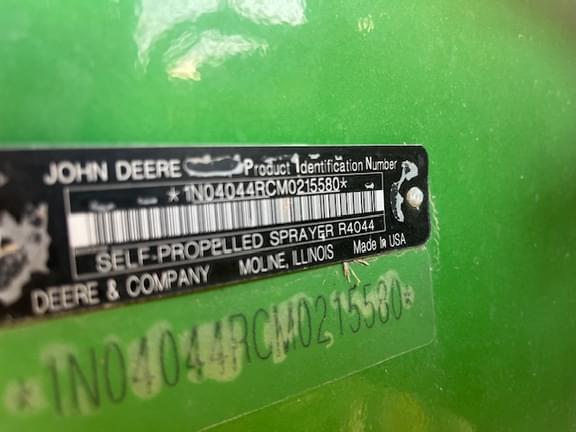 JOHN DEERE Product Identification Number
*1N04044RCM0215580*
SELF-PROPELLED SPRAYER R4044
DEERE & COMPANY MOLINE, ILLINOIS Made In USA
*1N04044RCM0215580*